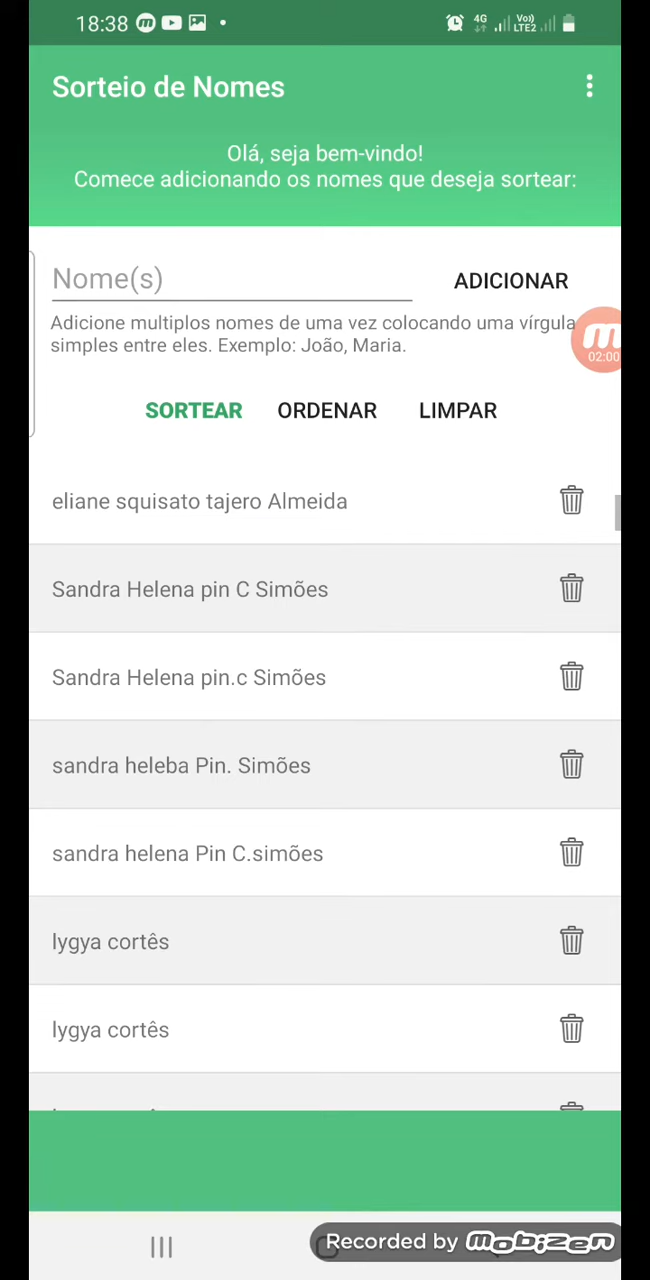 18:38
4G
Vo))
LTE2
Sorteio de Nomes
Olá, seja bem-vindo!
Comece adicionando os nomes que deseja sortear:
Nome(s)
ADICIONAR
Adicione multiplos nomes de uma vez colocando uma vírgula
simples entre eles. Exemplo: João, Maria.
02:00
SORTEAR ORDENAR LIMPAR
eliane squisato tajero Almeida
Sandra Helena pin C Simões
Sandra Helena pin.c Simões
sandra heleba Pin. Simões
sandra helena Pin C.simões
lygya cortês
lygya cortês
Recorded by mobizen